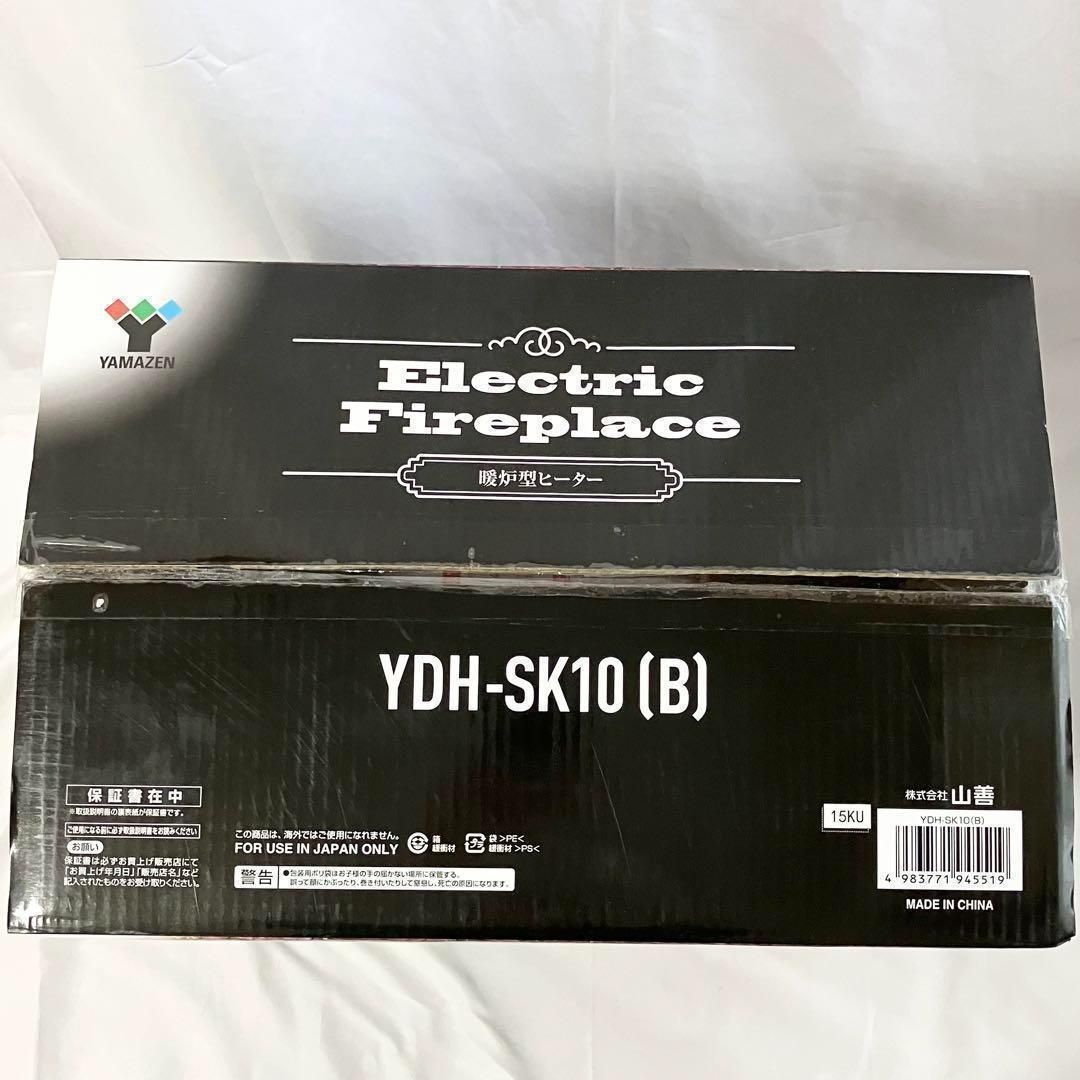 YAMAZEN
Electric
Fireplace
暖炉型ヒーター
YDH-SK10(B)
保証書在中
※取扱説明書の裏表紙が保証書です。
ご使用になる前に必ず取扱説明書をお読みください
お願い
保証書は必ずお買上げ販売店にて
「お買上げ年月日」「販売店名」など
記入されたものをお受け取りください。
この商品は、海外ではご使用になれません。
FOR USE IN JAPAN ONLY
箱
緩衝材
プラ
袋>PE<
緩衝材>PS<
警告
●包装用ポリ袋はお子様の手の届かない場所に保管する。
誤って顔にかぶったり、巻き付いたりして窒息し、死亡の原因になります。
15KU
株式会社 山善
YDH-SK10(B)
4 983771 945519
MADE IN CHINA